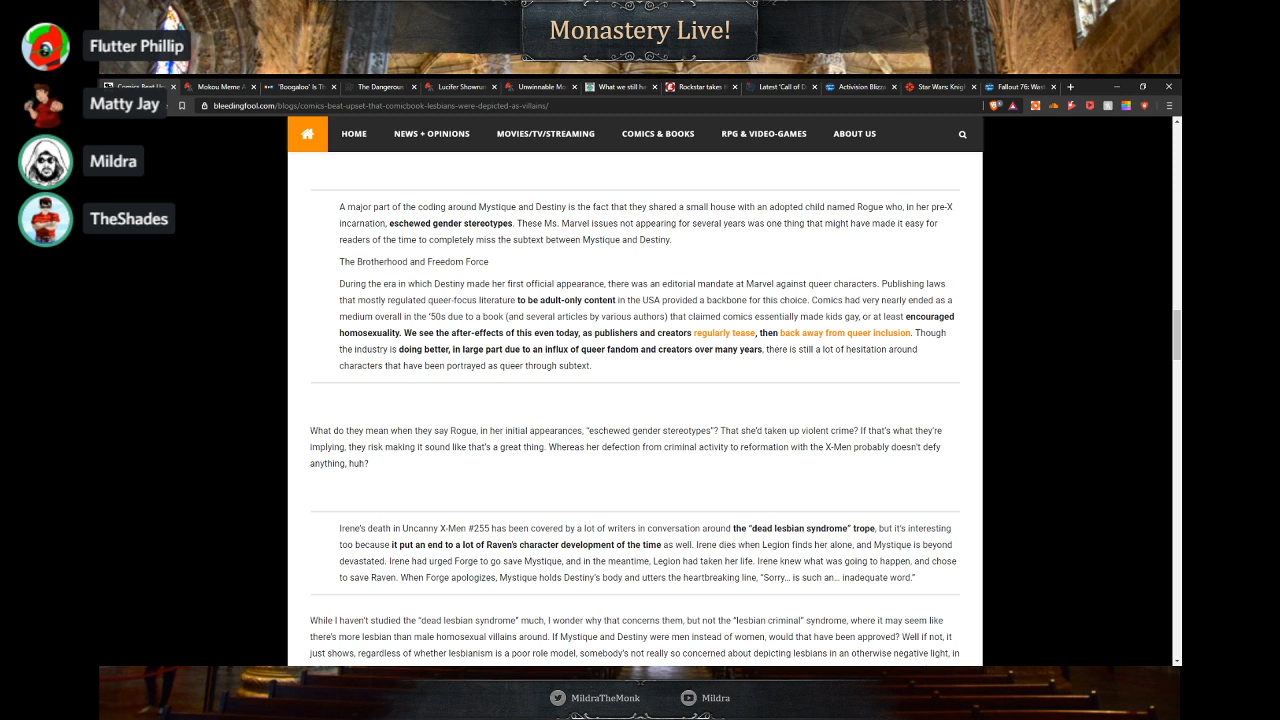 Monastery Live!
Flutter Phillip
Matty Jay
Mildra
TheShades
Comics Beat Up
Mokou Meme A
'Boogaloo' Is Th
The Dangerous
Lucifer Showrun
Unwinnable Mo
What we still ha
Rockstar takes t
Latest 'Call of D
Activision Blizza
Star Wars: Knigh
Fallout 76: Wast
bleedingfool.com/blogs/comics-beat-upset-that-comicbook-lesbians-were-depicted-as-villains/
HOME NEWS + OPINIONS MOVIES/TV/STREAMING COMICS & BOOKS RPG & VIDEO-GAMES ABOUT US
A major part of the coding around Mystique and Destiny is the fact that they shared a small house with an adopted child named Rogue who, in her pre-X
incarnation, eschewed gender stereotypes. These Ms. Marvel issues not appearing for several years was one thing that might have made it easy for
readers of the time to completely miss the subtext between Mystique and Destiny.
The Brotherhood and Freedom Force
During the era in which Destiny made her first official appearance, there was an editorial mandate at Marvel against queer characters. Publishing laws
that mostly regulated queer-focus literature to be adult-only content in the USA provided a backbone for this choice. Comics had very nearly ended as a
medium overall in the '50s due to a book (and several articles by various authors) that claimed comics essentially made kids gay, or at least encouraged
homosexuality. We see the after-effects of this even today, as publishers and creators regularly tease, then back away from queer inclusion. Though
the industry is doing better, in large part due to an influx of queer fandom and creators over many years, there is still a lot of hesitation around
characters that have been portrayed as queer through subtext.
What do they mean when they say Rogue, in her initial appearances, "eschewed gender stereotypes"? That she'd taken up violent crime? If that's what they're
implying, they risk making it sound like that's a great thing. Whereas her defection from criminal activity to reformation with the X-Men probably doesn't defy
anything, huh?
Irene's death in Uncanny X-Men #255 has been covered by a lot of writers in conversation around the "dead lesbian syndrome" trope, but it's interesting
too because it put an end to a lot of Raven's character development of the time as well. Irene dies when Legion finds her alone, and Mystique is beyond
devastated. Irene had urged Forge to go save Mystique, and in the meantime, Legion had taken her life. Irene knew what was going to happen, and chose
to save Raven. When Forge apologizes, Mystique holds Destiny's body and utters the heartbreaking line, "Sorry... is such an... inadequate word."
While I haven't studied the "dead lesbian syndrome" much, I wonder why that concerns them, but not the "lesbian criminal" syndrome, where it may seem like
there's more lesbian than male homosexual villains around. If Mystique and Destiny were men instead of women, would that have been approved? Well if not, it
just shows, regardless of whether lesbianism is a poor role model, somebody's not really so concerned about depicting lesbians in an otherwise negative light, in
MildraTheMonk
Mildra